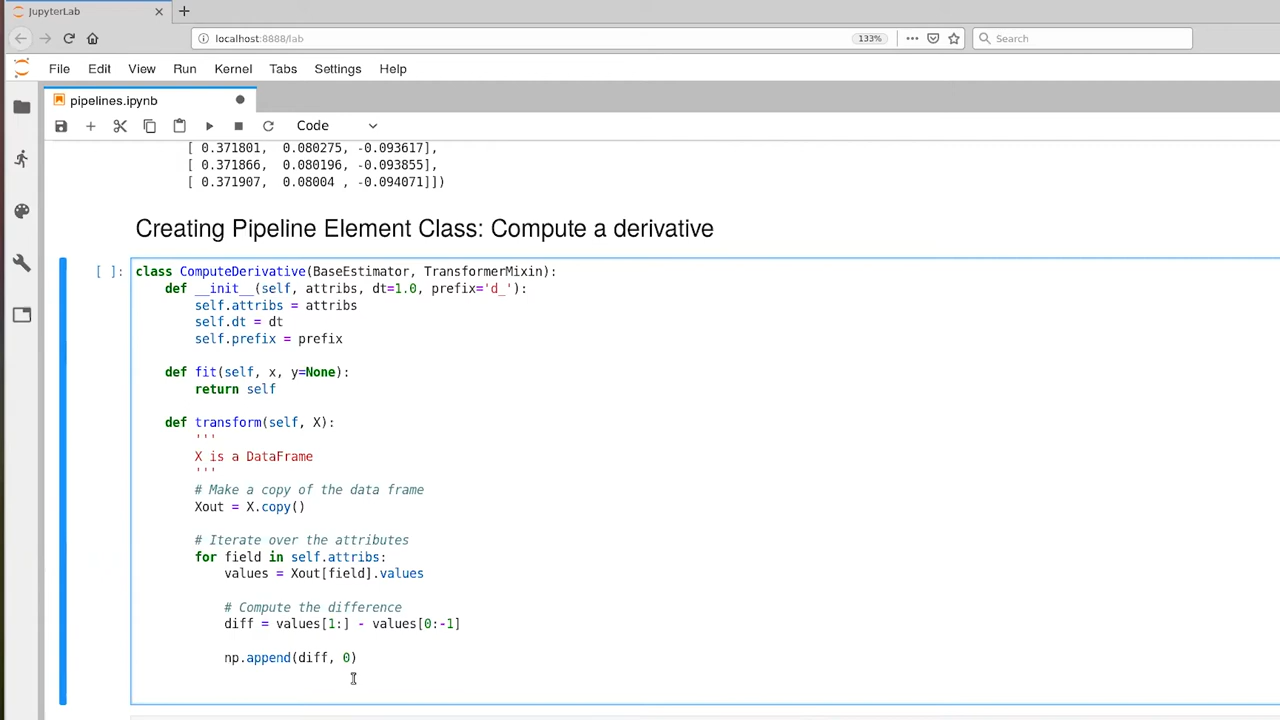 JupyterLab
localhost:8888/lab
133%
Search
File Edit View Run Kernel Tabs Settings Help
pipelines.ipynb
Code
[ 0.371801,  0.080275, -0.093617],
[ 0.371866,  0.080196, -0.093855],
[ 0.371907,  0.08004 , -0.094071]])
Creating Pipeline Element Class: Compute a derivative
[ ]: class ComputeDerivative(BaseEstimator, TransformerMixin):
    def __init__(self, attribs, dt=1.0, prefix='d_'):
        self.attribs = attribs
        self.dt = dt
        self.prefix = prefix
    def fit(self, x, y=None):
        return self
    def transform(self, X):
        '''
        X is a DataFrame
        '''
        # Make a copy of the data frame
        Xout = X.copy()
        # Iterate over the attributes
        for field in self.attribs:
            values = Xout[field].values
            # Compute the difference
            diff = values[1:] - values[0:-1]
            np.append(diff, 0)